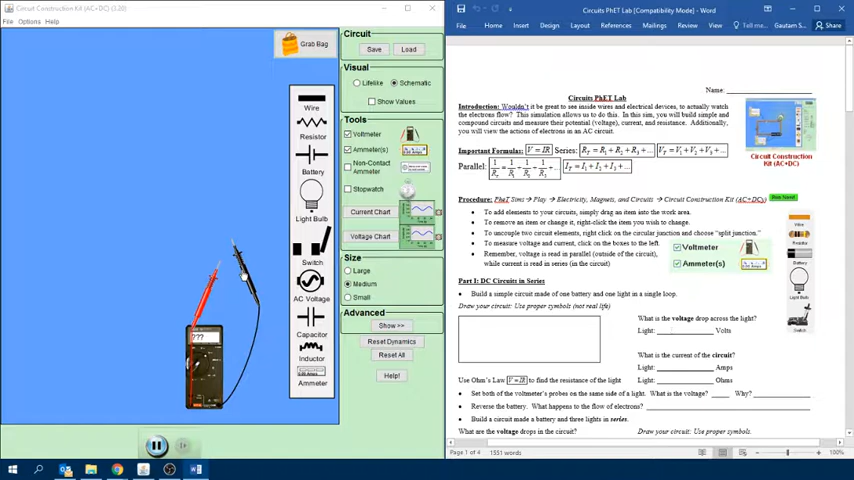 Circuit Construction Kit (AC+DC) (3.20)
File Options Help
Grab Bag
Wire
Resistor
Battery
Light Bulb
Switch
AC Voltage
Capacitor
Inductor
Ammeter
???
Circuit
Save Load
Visual
Lifelike Schematic
Show Values
Tools
Voltmeter
Ammeter(s)
Non-Contact
Ammeter
Stopwatch
Current Chart
Voltage Chart
Size
Large
Medium
Small
Advanced
Show >>
Reset Dynamics
Reset All
Help!
Circuits PhET Lab [Compatibility Mode] - Word
File Home Insert Design Layout References Mailings Review View Tell me Gautam S... Share
Name:
Circuits PhET Lab
Introduction: Wouldn't it be great to see inside wires and electrical devices, to actually watch
the electrons flow? This simulation allows us to do this. In this sim, you will build simple and
compound circuits and measure their potential (voltage), current, and resistance. Additionally,
you will view the actions of electrons in an AC circuit.
Circuit Construction
Kit (AC+DC)
Important Formulas: V = IR Series: R_T = R_1 + R_2 + R_3 + ... V_T = V_1 + V_2 + V_3 + ...
Parallel: 1/R_T = 1/R_1 + 1/R_2 + 1/R_3 + ... I_T = I_1 + I_2 + I_3 + ...
Procedure: PheT Sims → Play → Electricity, Magnets, and Circuits → Circuit Construction Kit (AC+DC) Run Now!
• To add elements to your circuits, simply drag an item into the work area.
• To remove an item or change it, right-click the item you wish to change.
• To uncouple two circuit elements, right click on the circular junction and choose "split junction."
• To measure voltage and current, click on the boxes to the left.
• Remember, voltage is read in parallel (outside of the circuit),
while current is read in series (in the circuit)
Voltmeter
Ammeter(s)
Wire
Resistor
Battery
Light Bulb
Switch
Part 1: DC Circuits in Series
• Build a simple circuit made of one battery and one light in a single loop.
Draw your circuit: Use proper symbols (not real life)
What is the voltage drop across the light?
Light: Volts
What is the current of the circuit?
Light: Amps
Use Ohm's Law V = IR to find the resistance of the light Light: Ohms
• Set both of the voltmeter's probes on the same side of a light. What is the voltage? Why?
• Reverse the battery. What happens to the flow of electrons?
• Build a circuit made a battery and three lights in series.
What are the voltage drops in the circuit? Draw your circuit: Use proper symbols.
Page 1 of 4 1551 words
100%